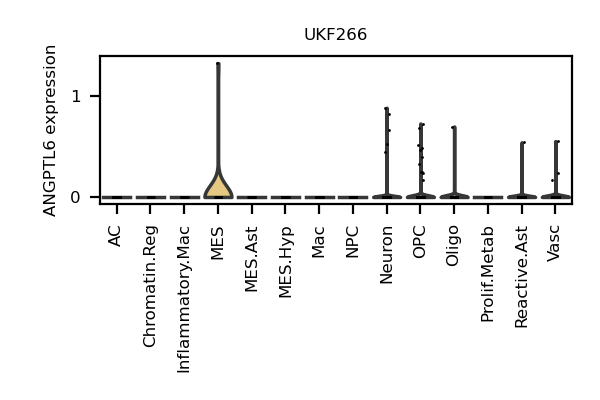 UKF266
ANGPTL6 expression
1
0
AC
Chromatin.Reg
Inflammatory.Mac
MES
MES.Ast
MES.Hyp
Mac
NPC
Neuron
OPC
Oligo
Prolif.Metab
Reactive.Ast
Vasc